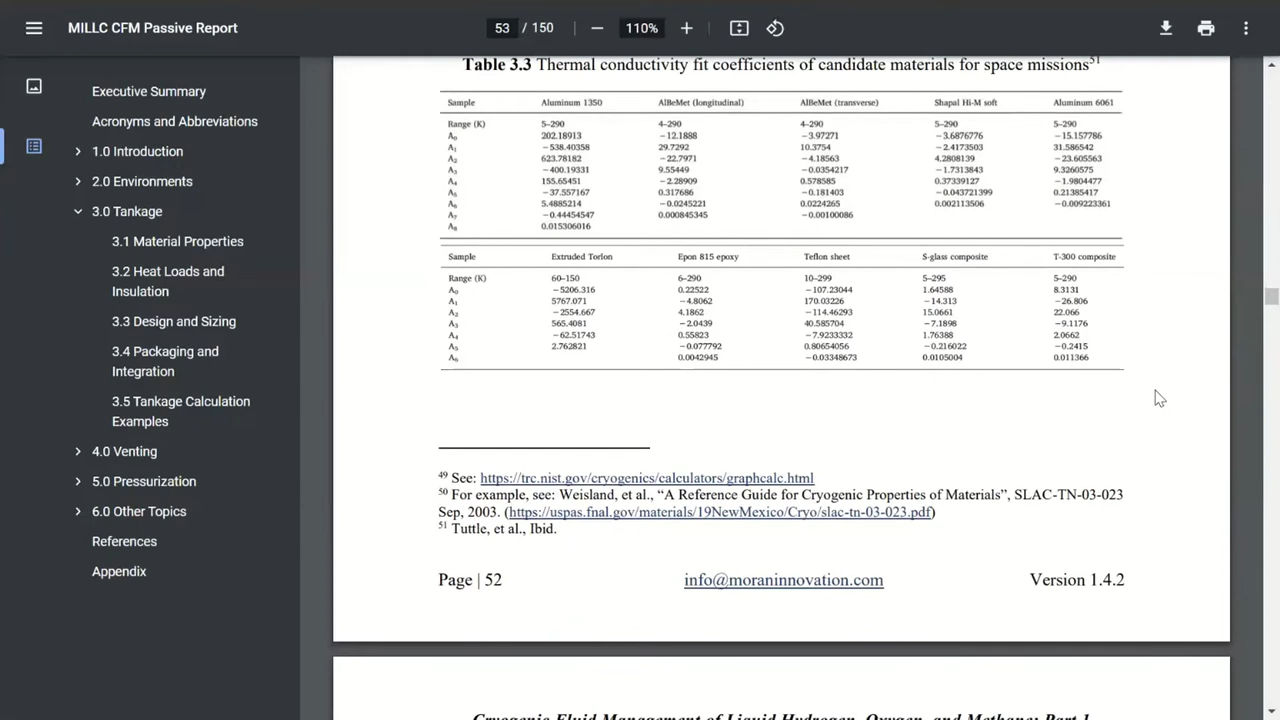 MILLC CFM Passive Report
53 / 150
110%
Executive Summary
Acronyms and Abbreviations
1.0 Introduction
2.0 Environments
3.0 Tankage
3.1 Material Properties
3.2 Heat Loads and
Insulation
3.3 Design and Sizing
3.4 Packaging and
Integration
3.5 Tankage Calculation
Examples
4.0 Venting
5.0 Pressurization
6.0 Other Topics
References
Appendix
Table 3.3 Thermal conductivity fit coefficients of candidate materials for space missions51
Sample Aluminum 1350 AlBeMet (longitudinal) AlBeMet (transverse) Shapal Hi-M soft Aluminum 6061
Range (K) 5–290 4–290 4–290 5–290 5–290
A0 202.18913 −12.1888 −3.97271 −3.6876776 −15.157786
A1 −538.40358 29.7292 10.3754 −2.4173503 31.586542
A2 623.78182 −22.7971 −4.18563 4.2808139 −23.605563
A3 −400.19331 9.55449 −0.0354217 −1.7313843 9.3260575
A4 155.65451 −2.28909 0.578585 0.37339127 −1.9804477
A5 −37.557167 0.317686 −0.181403 −0.043721399 0.21385417
A6 5.4885214 −0.0245221 0.0224265 0.002113506 −0.009223361
A7 −0.44454547 0.000845345 −0.00100086
A8 0.015306016
Sample Extruded Torlon Epon 815 epoxy Teflon sheet S-glass composite T-300 composite
Range (K) 60–150 6–290 10–299 5–295 5–290
A0 −5206.316 0.22522 −107.23044 1.64588 8.3131
A1 5767.071 −4.8062 170.03226 −14.313 −26.806
A2 −2554.667 4.1862 −114.46293 15.0661 22.066
A3 565.4081 −2.0439 40.585704 −7.1898 −9.1176
A4 −62.51743 0.55823 −7.9233332 1.76388 2.0662
A5 2.762821 −0.077792 0.80654056 −0.216022 −0.2415
A6 0.0042945 −0.03348673 0.0105004 0.011366
49 See: https://trc.nist.gov/cryogenics/calculators/graphcalc.html
50 For example, see: Weisland, et al., “A Reference Guide for Cryogenic Properties of Materials”, SLAC-TN-03-023
Sep, 2003. (https://uspas.fnal.gov/materials/19NewMexico/Cryo/slac-tn-03-023.pdf)
51 Tuttle, et al., Ibid.
Page | 52 info@moraninnovation.com Version 1.4.2
Cryogenic Fluid Management of Liquid Hydrogen, Oxygen, and Methane: Part 1